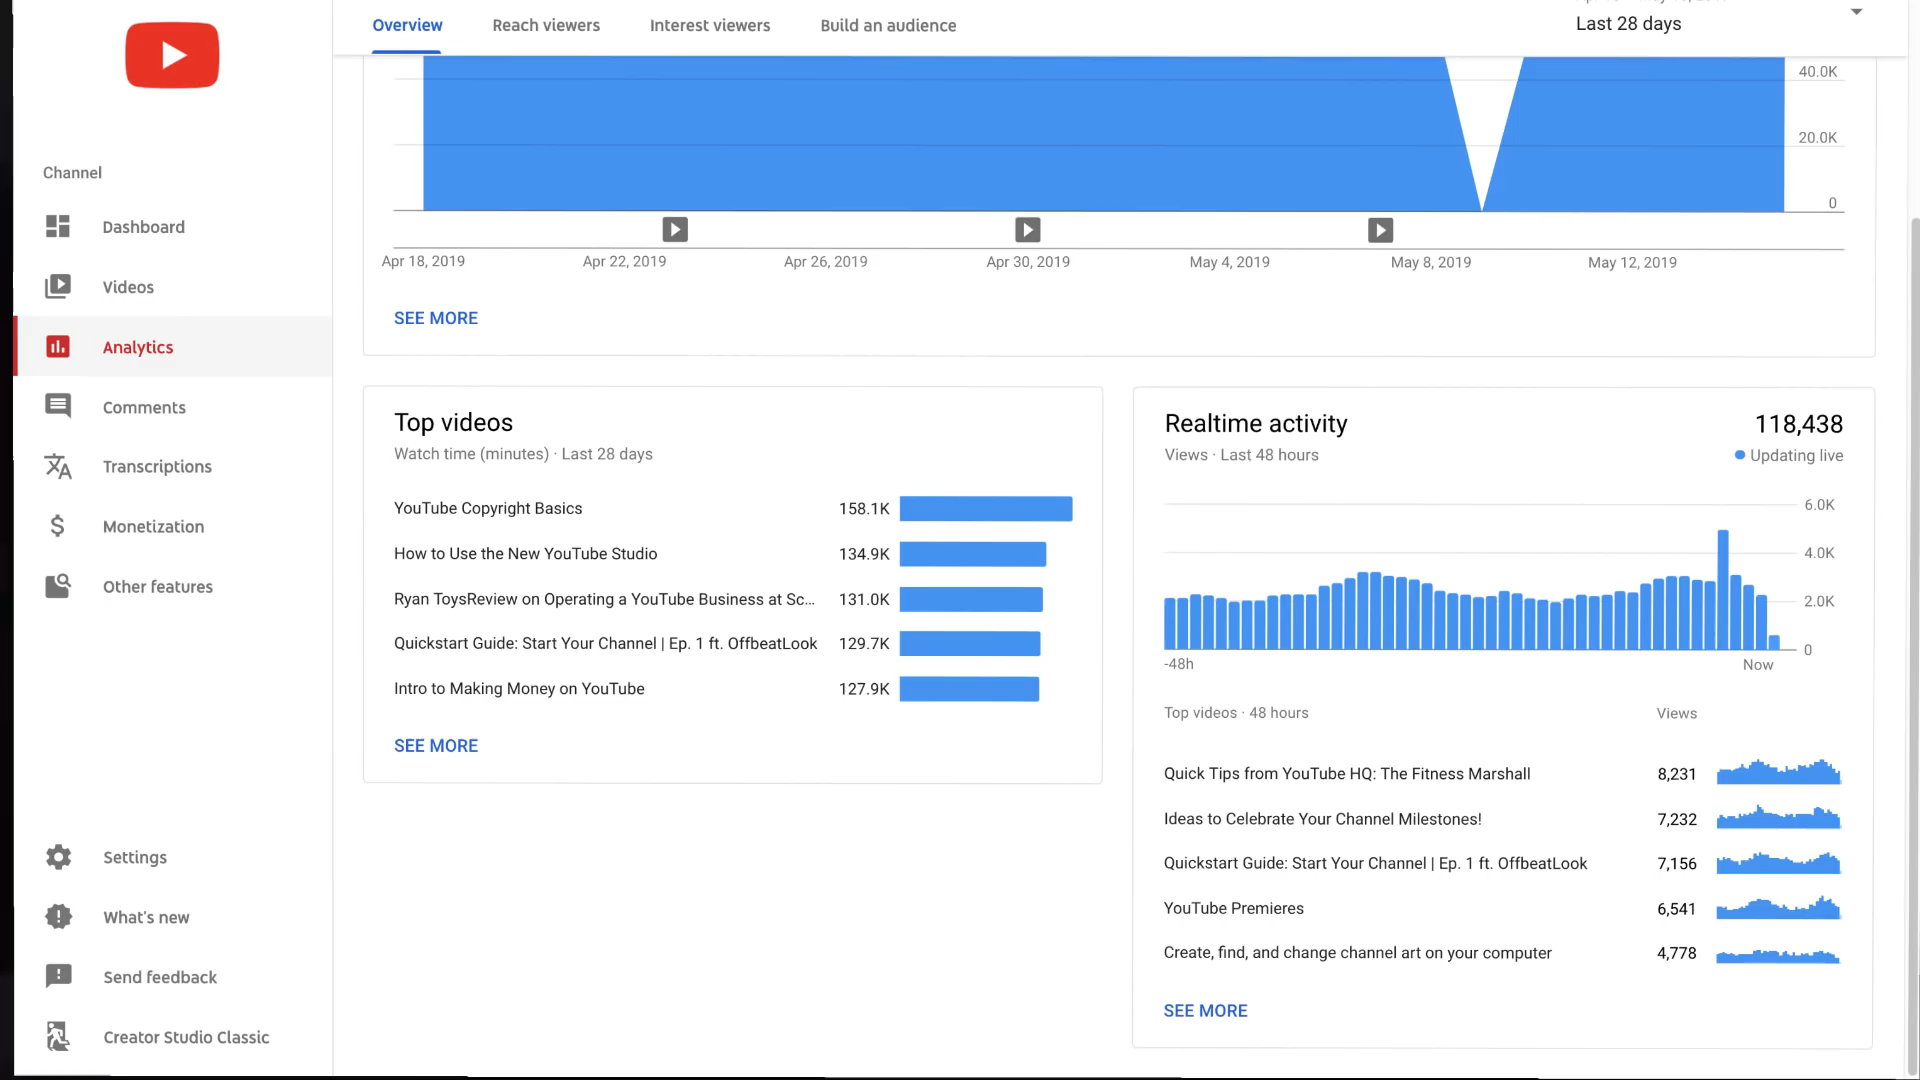 Overview
Reach viewers
Interest viewers
Build an audience
Last 28 days
Channel
Dashboard
Videos
Analytics
Comments
Transcriptions
Monetization
Other features
Settings
What's new
Send feedback
Creator Studio Classic
40.0K
20.0K
0
Apr 18, 2019
Apr 22, 2019
Apr 26, 2019
Apr 30, 2019
May 4, 2019
May 8, 2019
May 12, 2019
SEE MORE
Top videos
Watch time (minutes) · Last 28 days
YouTube Copyright Basics 158.1K
How to Use the New YouTube Studio 134.9K
Ryan ToysReview on Operating a YouTube Business at Sc... 131.0K
Quickstart Guide: Start Your Channel | Ep. 1 ft. OffbeatLook 129.7K
Intro to Making Money on YouTube 127.9K
SEE MORE
Realtime activity 118,438
Views · Last 48 hours Updating live
6.0K
4.0K
2.0K
0
-48h Now
Top videos · 48 hours Views
Quick Tips from YouTube HQ: The Fitness Marshall 8,231
Ideas to Celebrate Your Channel Milestones! 7,232
Quickstart Guide: Start Your Channel | Ep. 1 ft. OffbeatLook 7,156
YouTube Premieres 6,541
Create, find, and change channel art on your computer 4,778
SEE MORE